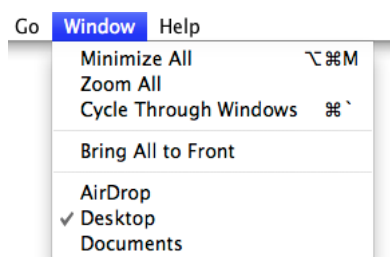 Go Window Help
Minimize All ⌥⌘M
Zoom All
Cycle Through Windows ⌘`
Bring All to Front
AirDrop
✓ Desktop
Documents